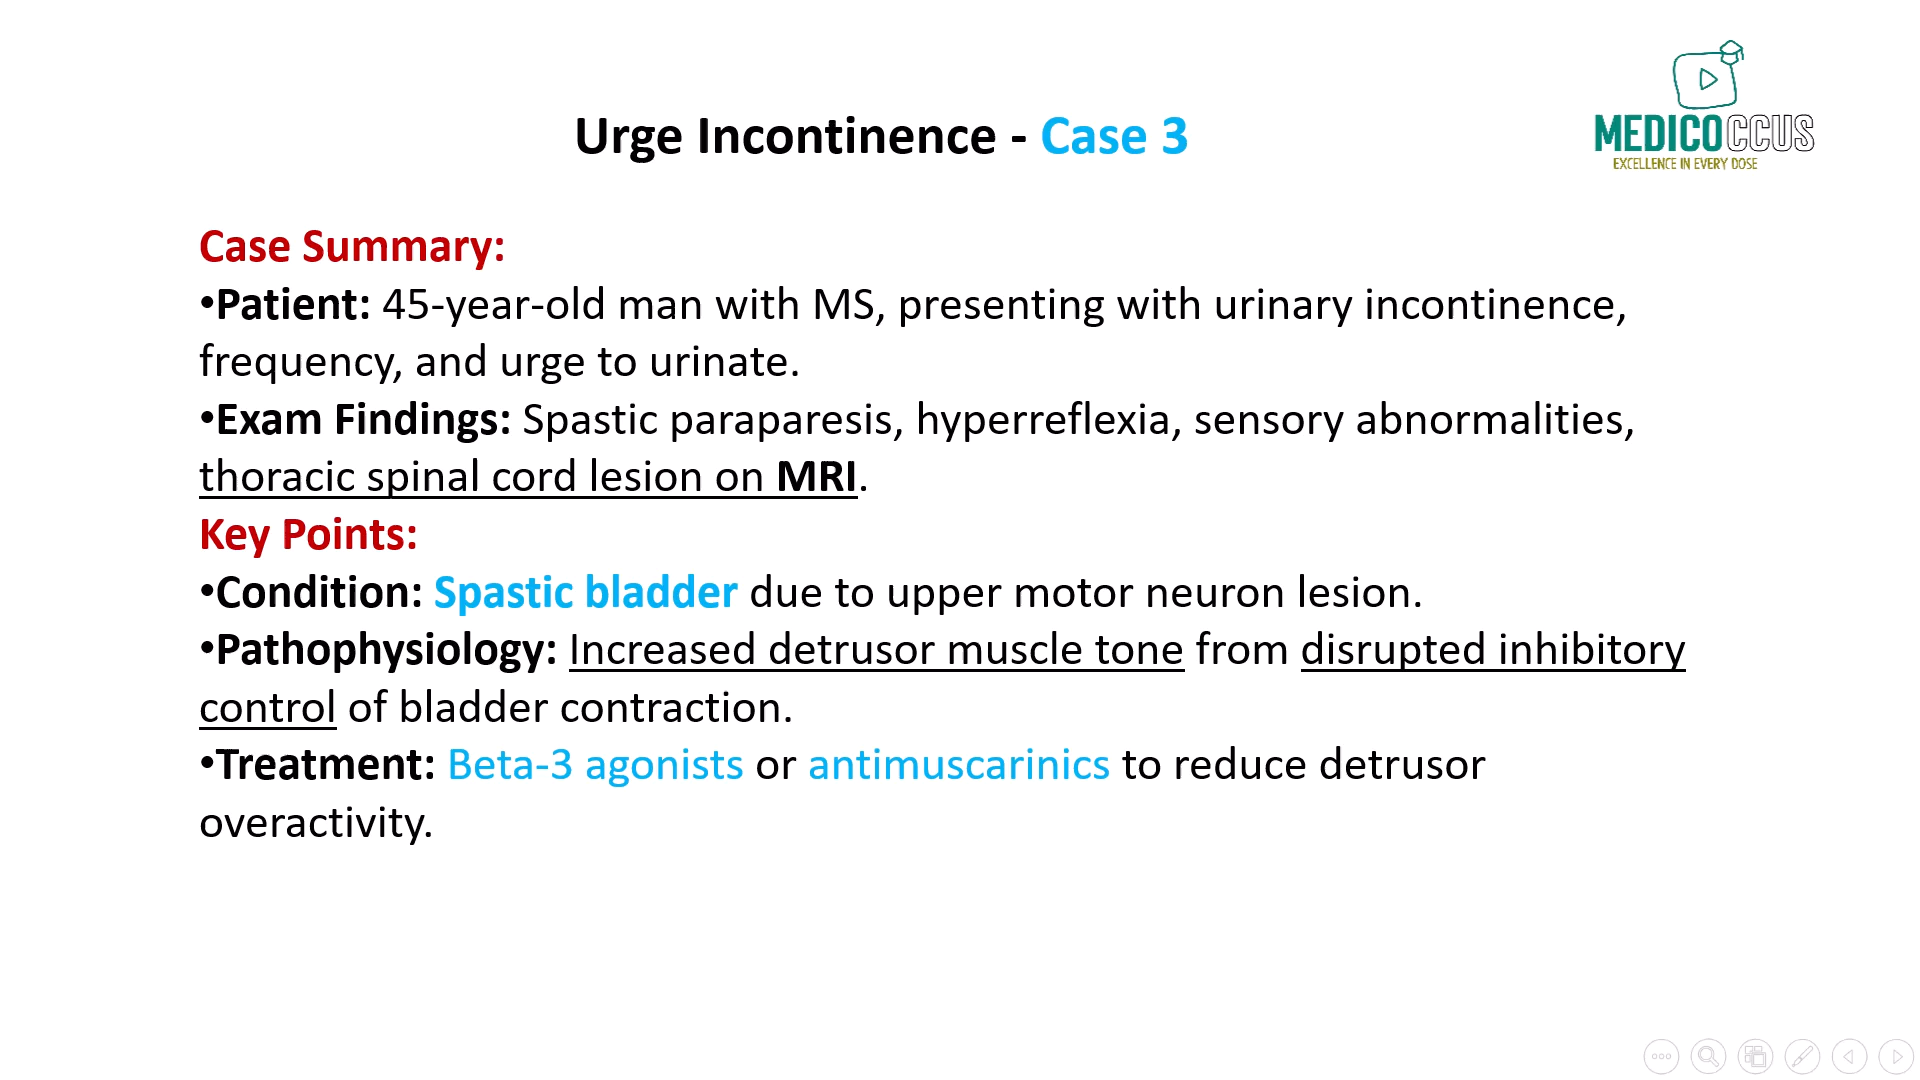 Urge Incontinence - Case 3
MEDICOCCUS
EXCELLENCE IN EVERY DOSE
Case Summary:
•Patient: 45-year-old man with MS, presenting with urinary incontinence,
frequency, and urge to urinate.
•Exam Findings: Spastic paraparesis, hyperreflexia, sensory abnormalities,
thoracic spinal cord lesion on MRI.
Key Points:
•Condition: Spastic bladder due to upper motor neuron lesion.
•Pathophysiology: Increased detrusor muscle tone from disrupted inhibitory
control of bladder contraction.
•Treatment: Beta-3 agonists or antimuscarinics to reduce detrusor
overactivity.